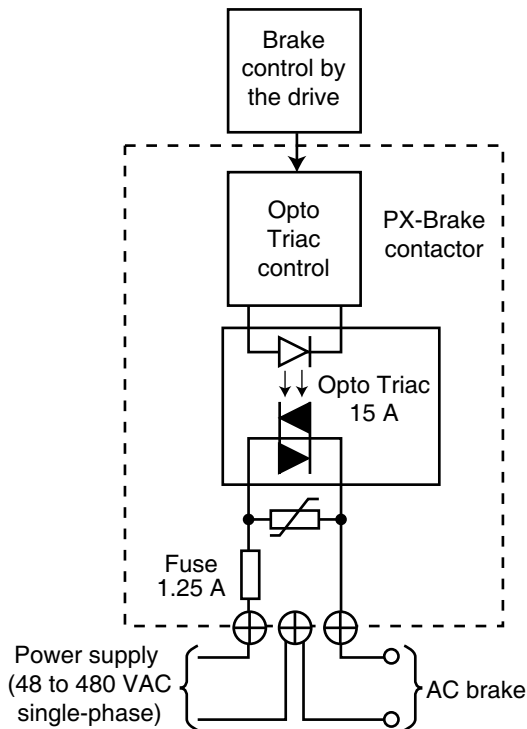 Brake
control by
the drive
Opto
Triac
control
PX-Brake
contactor
Opto Triac
15 A
Fuse
1.25 A
Power supply
(48 to 480 VAC
single-phase)
AC brake